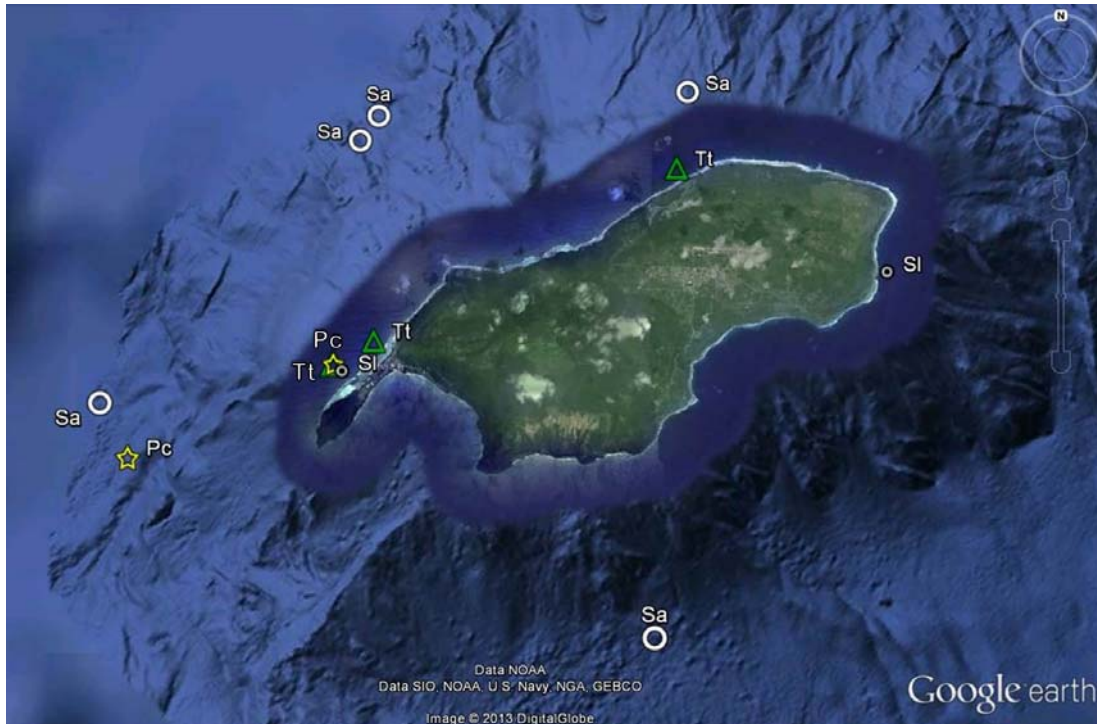 N
Sa
Sa
Sa
Tt
Sl
Tt
Pc
Sl
Tt
Sa
Pc
Sa
Data NOAA
Data SIO, NOAA, U.S. Navy, NGA, GEBCO
Image © 2013 DigitalGlobe
Google earth